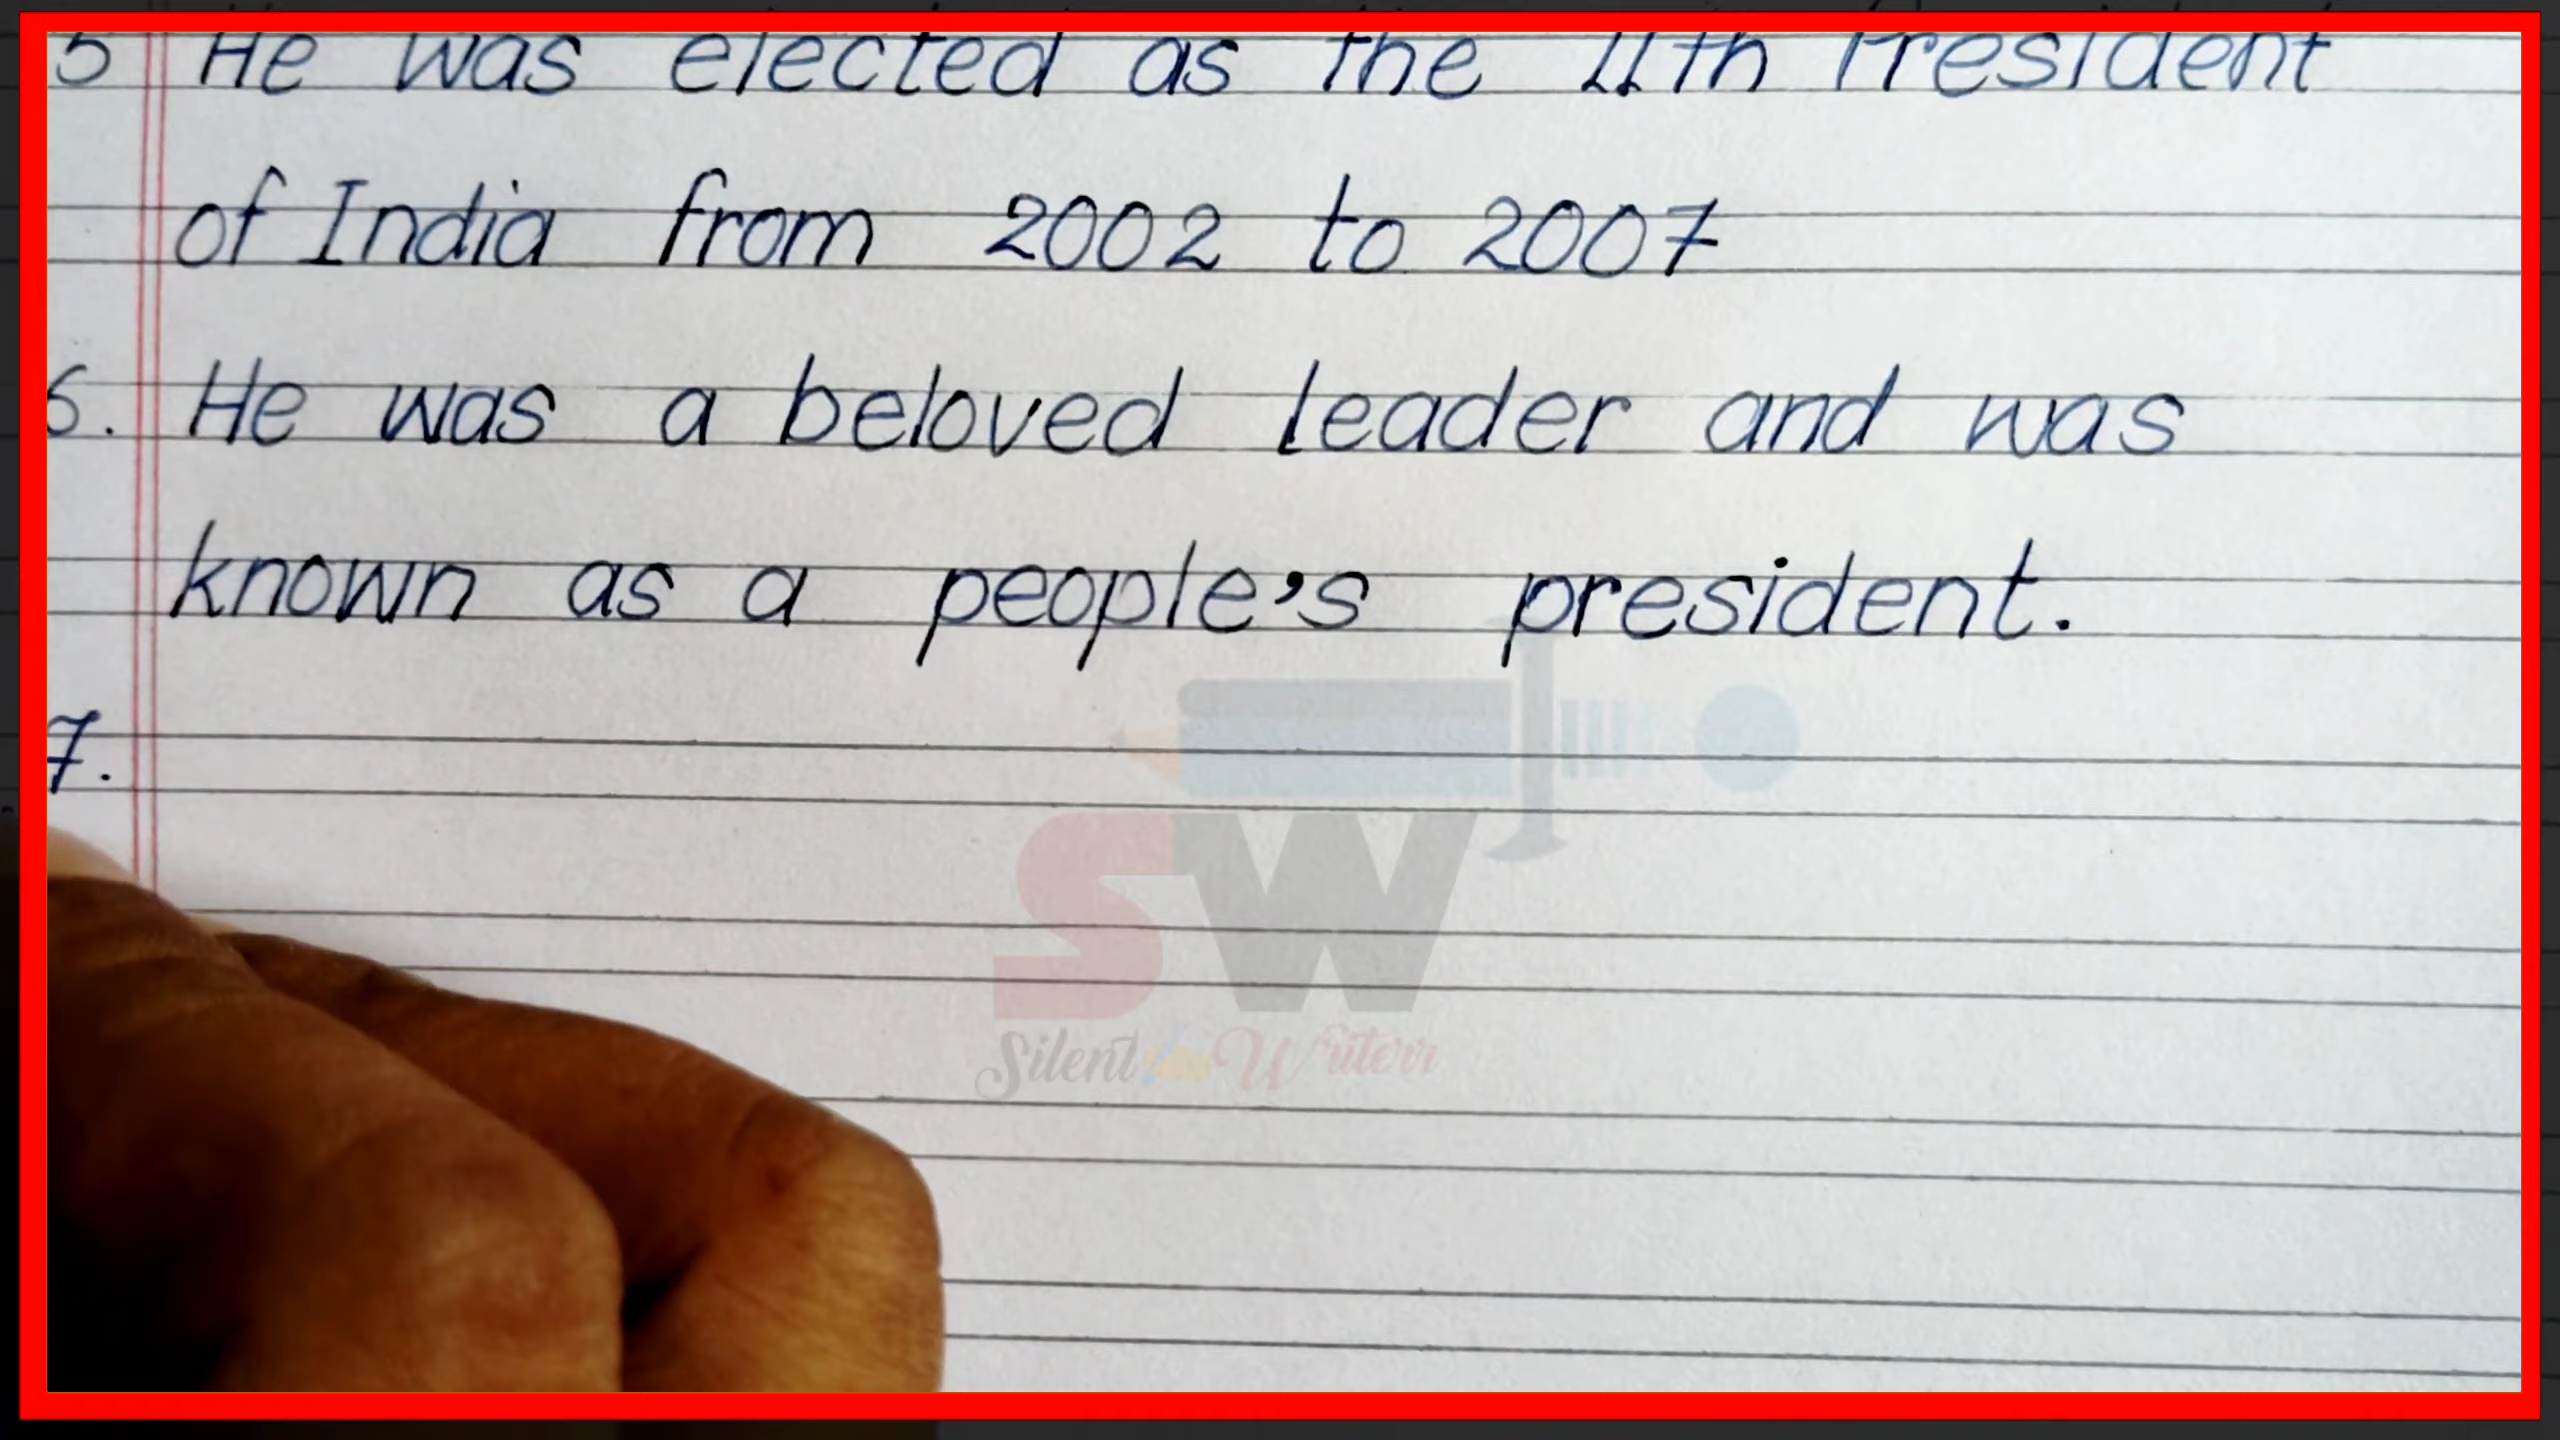 5 He was elected as the 11th President
of India from 2002 to 2007
6. He was a beloved leader and was
known as a people's president.
7.
SW
Silent Writerr